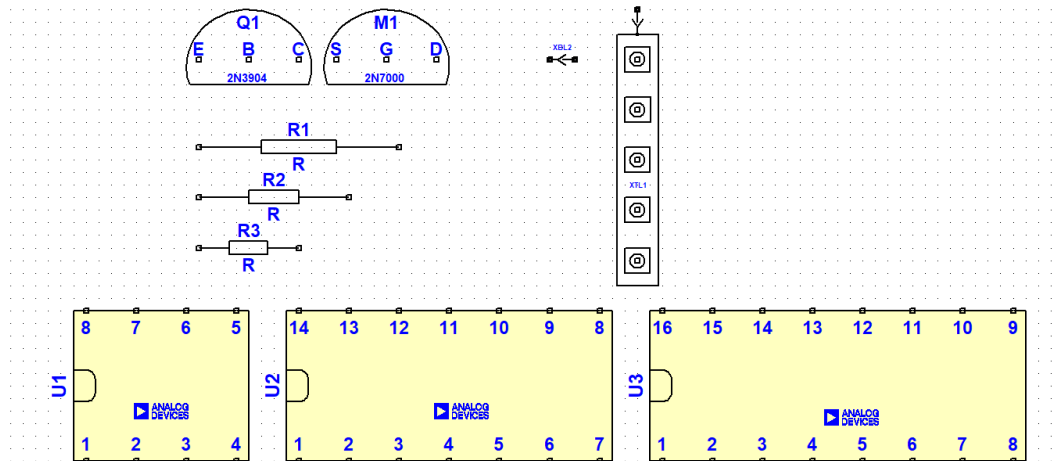 Q1 M1
E B C S G D
2N3904 2N7000
XBL2
R1
R
R2
R
R3
R
XTL1
8 7 6 5
14 13 12 11 10 9 8
16 15 14 13 12 11 10 9
U1
U2
U3
ANALOG
DEVICES
ANALOG
DEVICES
ANALOG
DEVICES
1 2 3 4
1 2 3 4 5 6 7
1 2 3 4 5 6 7 8